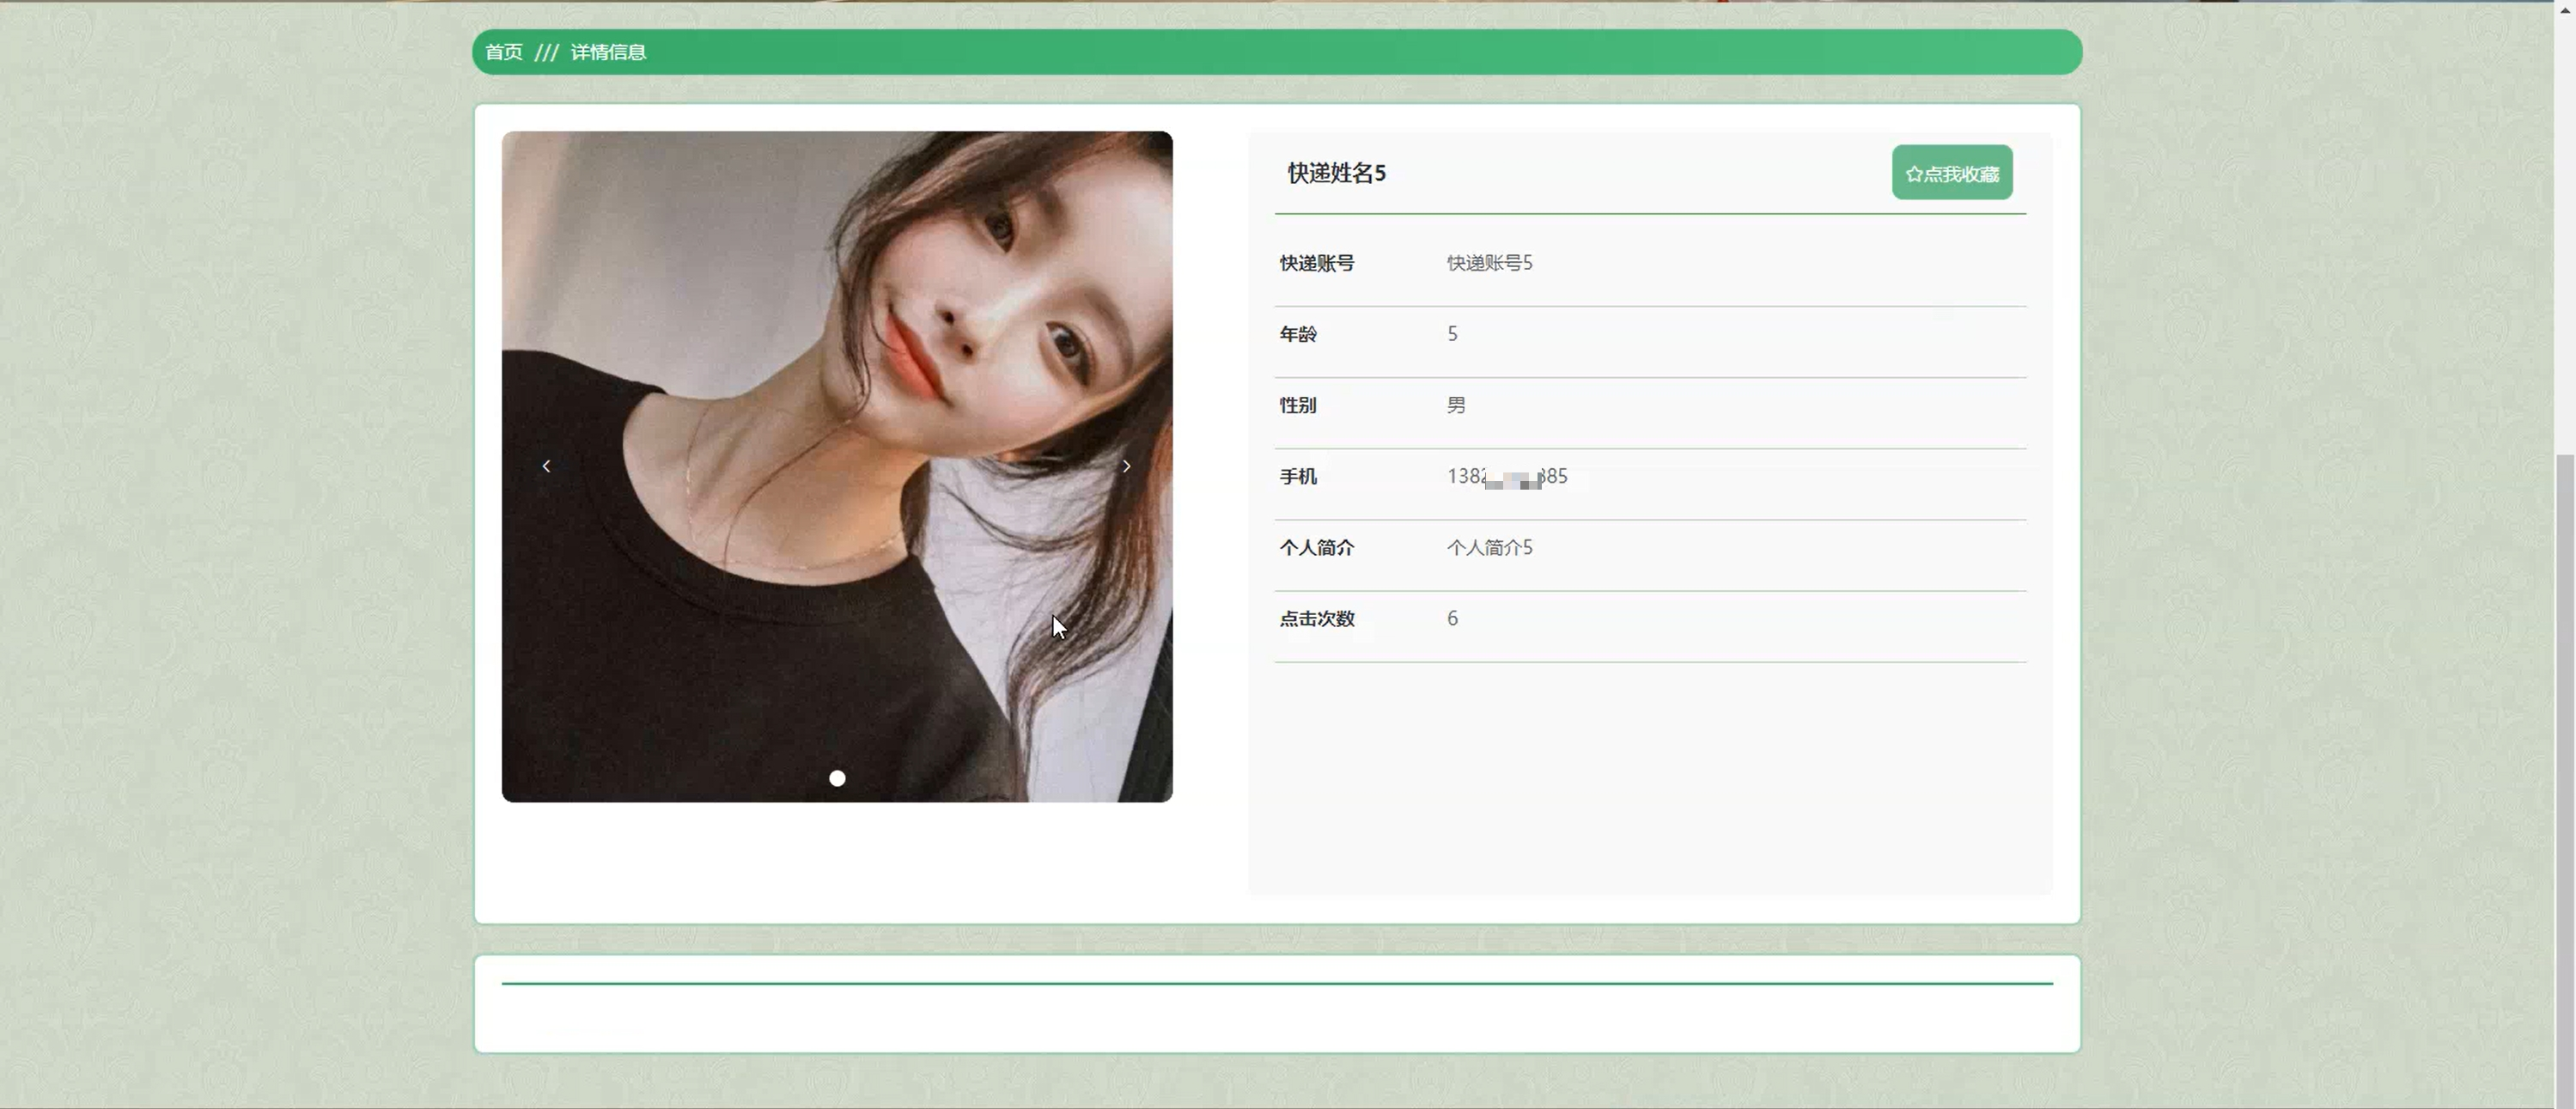 首页 /// 详情信息
快递姓名5
☆点我收藏
快递账号 快递账号5
年龄 5
性别 男
手机 138 385
个人简介 个人简介5
点击次数 6